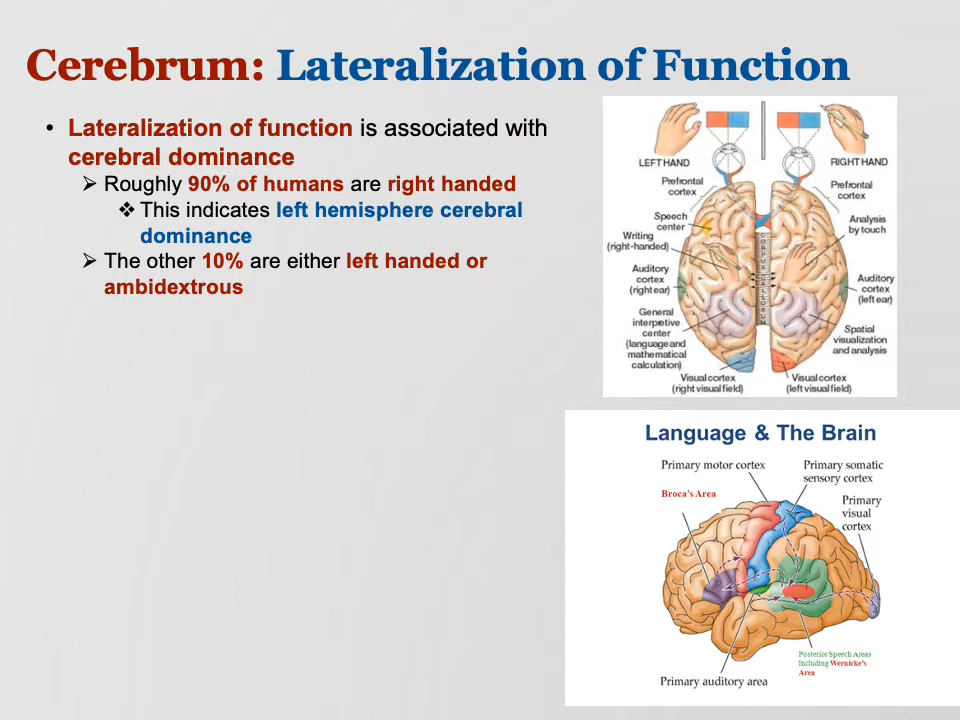 Cerebrum: Lateralization of Function
• Lateralization of function is associated with
cerebral dominance
➢ Roughly 90% of humans are right handed
❖ This indicates left hemisphere cerebral
dominance
➢ The other 10% are either left handed or
ambidextrous
LEFT HAND
RIGHT HAND
Prefrontal
cortex
Speech
center
Writing
(right-handed)
Auditory
cortex
(right ear)
General
interpretive
center
(language and
mathematical
calculation)
Visual cortex
(right visual field)
CORPUS CALLOSUM
Prefrontal
cortex
Analysis
by touch
Auditory
cortex
(left ear)
Spatial
visualization
and analysis
Visual cortex
(left visual field)
Language & The Brain
Primary motor cortex
Primary somatic
sensory cortex
Broca's Area
Primary
visual
cortex
Posterior Speech Areas
Including Wernicke's
Area
Primary auditory area